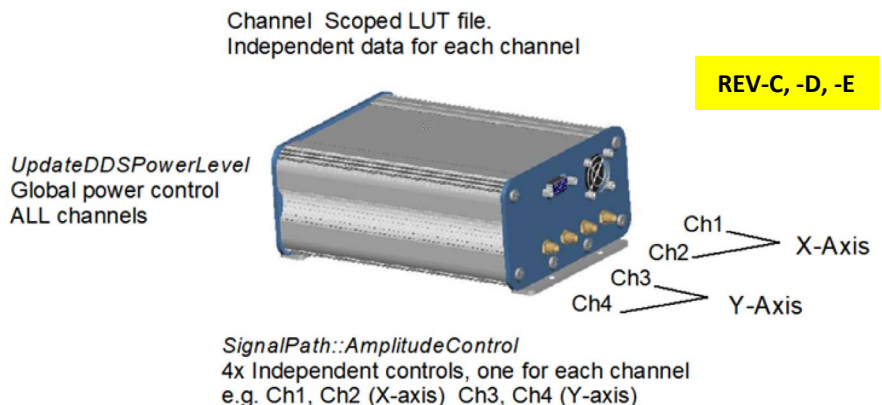 Channel Scoped LUT file.
Independent data for each channel
REV-C, -D, -E
UpdateDDSPowerLevel
Global power control
ALL channels
Ch1
Ch2
X-Axis
Ch3
Ch4
Y-Axis
SignalPath::AmplitudeControl
4x Independent controls, one for each channel
e.g. Ch1, Ch2 (X-axis) Ch3, Ch4 (Y-axis)